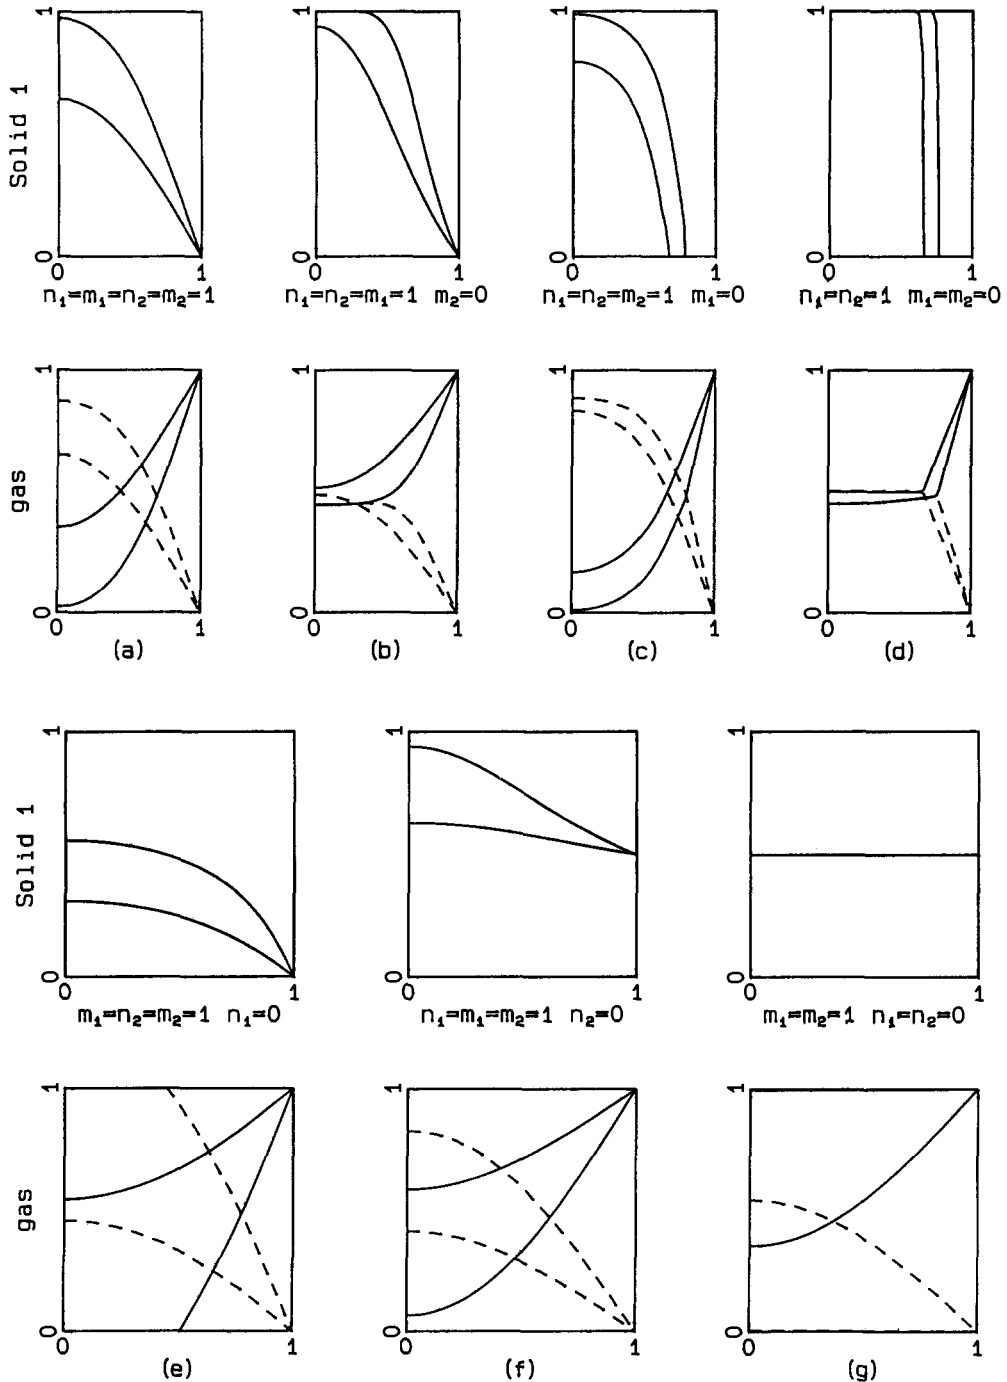 1 1 1 1
Solid 1
0 0 0 0
0 1 0 1 0 1 0 1
n₁=m₁=n₂=m₂=1 n₁=n₂=m₁=1 m₂=0 n₁=n₂=m₂=1 m₁=0 n₁=n₂=1 m₁=m₂=0
1 1 1 1
gas
0 0 0 0
0 1 0 1 0 1 0 1
(a) (b) (c) (d)
1 1 1
Solid 1
0 0 0
0 1 0 1 0 1
m₁=n₂=m₂=1 n₁=0 n₁=m₁=m₂=1 n₂=0 m₁=m₂=1 n₁=n₂=0
1 1 1
gas
0 0 0
0 1 0 1 0 1
(e) (f) (g)